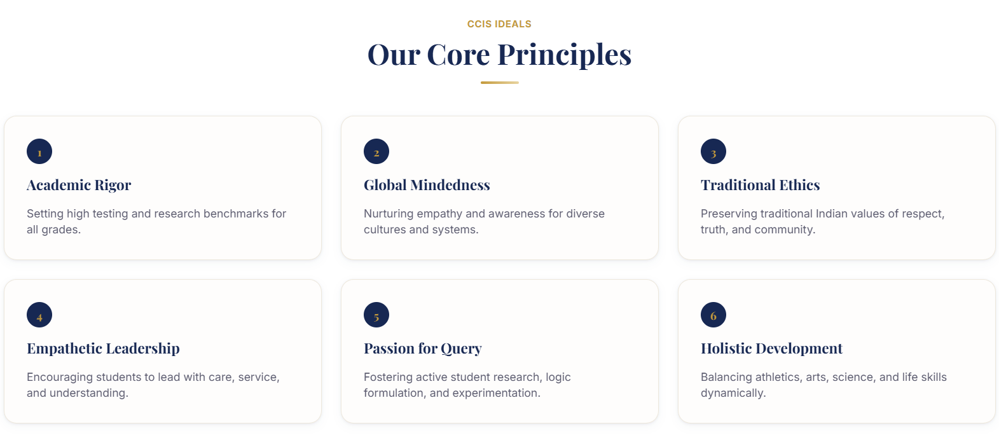 CCIS IDEALS
Our Core Principles
1
Academic Rigor
Setting high testing and research benchmarks for
all grades.
2
Global Mindedness
Nurturing empathy and awareness for diverse
cultures and systems.
3
Traditional Ethics
Preserving traditional Indian values of respect,
truth, and community.
4
Empathetic Leadership
Encouraging students to lead with care, service,
and understanding.
5
Passion for Query
Fostering active student research, logic
formulation, and experimentation.
6
Holistic Development
Balancing athletics, arts, science, and life skills
dynamically.